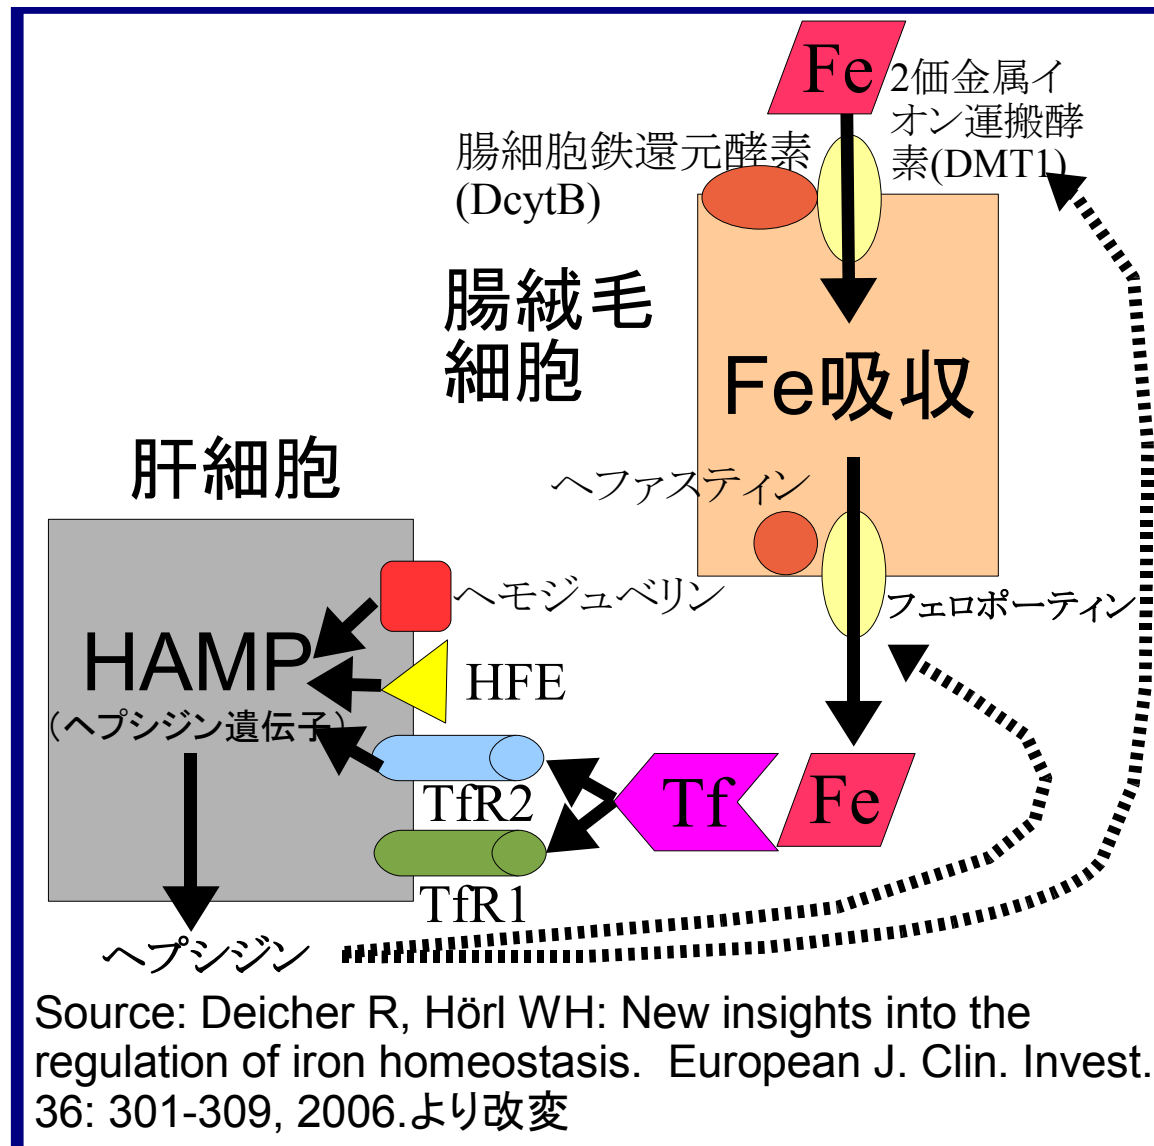 Fe
2価金属イ
オン運搬酵
素(DMT1)
腸細胞鉄還元酵素
(DcytB)
腸絨毛
細胞
Fe吸収
肝細胞
ヘファスティン
ヘモジュベリン
フェロポーティン
HAMP
(ヘプシジン遺伝子)
HFE
TfR2
Tf
Fe
TfR1
ヘプシジン
Source: Deicher R, Hörl WH: New insights into the
regulation of iron homeostasis.  European J. Clin. Invest.
36: 301-309, 2006.より改変